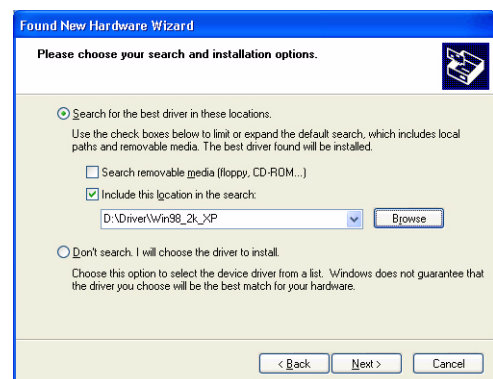 Found New Hardware Wizard
Please choose your search and installation options.
Search for the best driver in these locations.
Use the check boxes below to limit or expand the default search, which includes local
paths and removable media. The best driver found will be installed.
Search removable media (floppy, CD-ROM...)
Include this location in the search:
D:\Driver\Win98_2k_XP
Browse
Don't search. I will choose the driver to install.
Choose this option to select the device driver from a list. Windows does not guarantee that
the driver you choose will be the best match for your hardware.
< Back Next > Cancel